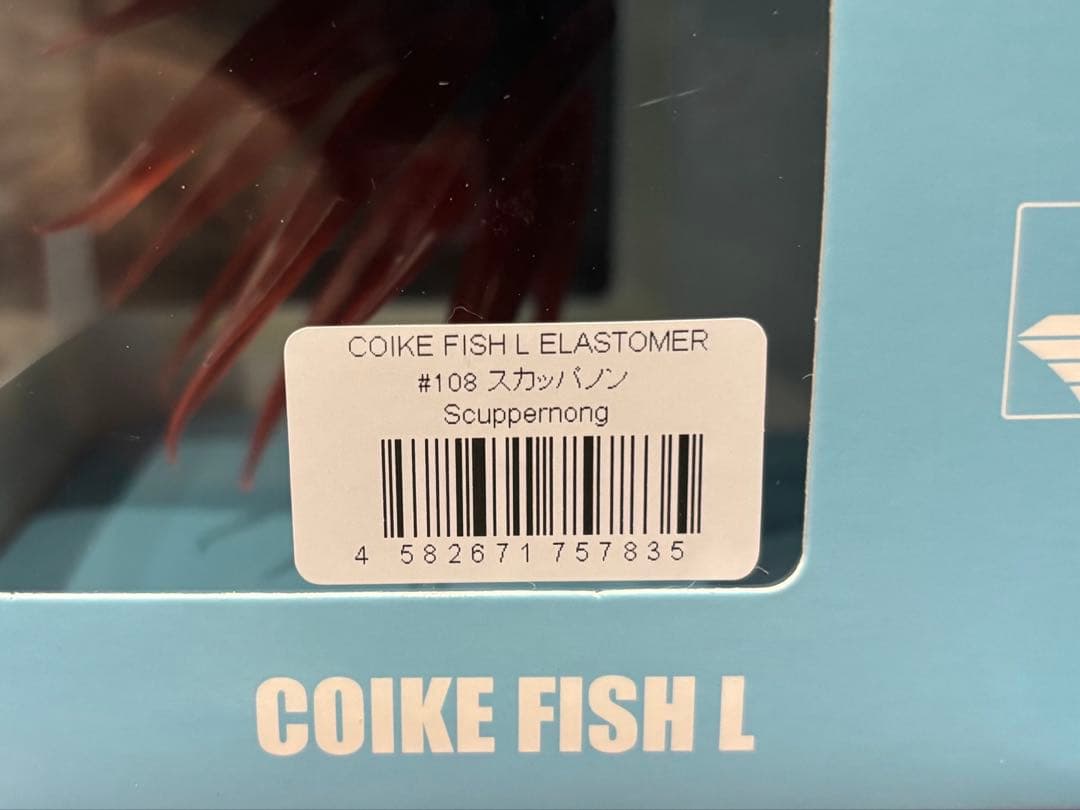 COIKE FISH L ELASTOMER
#108 スカッパノン
Scuppernong
4 582671 757835
COIKE FISH L